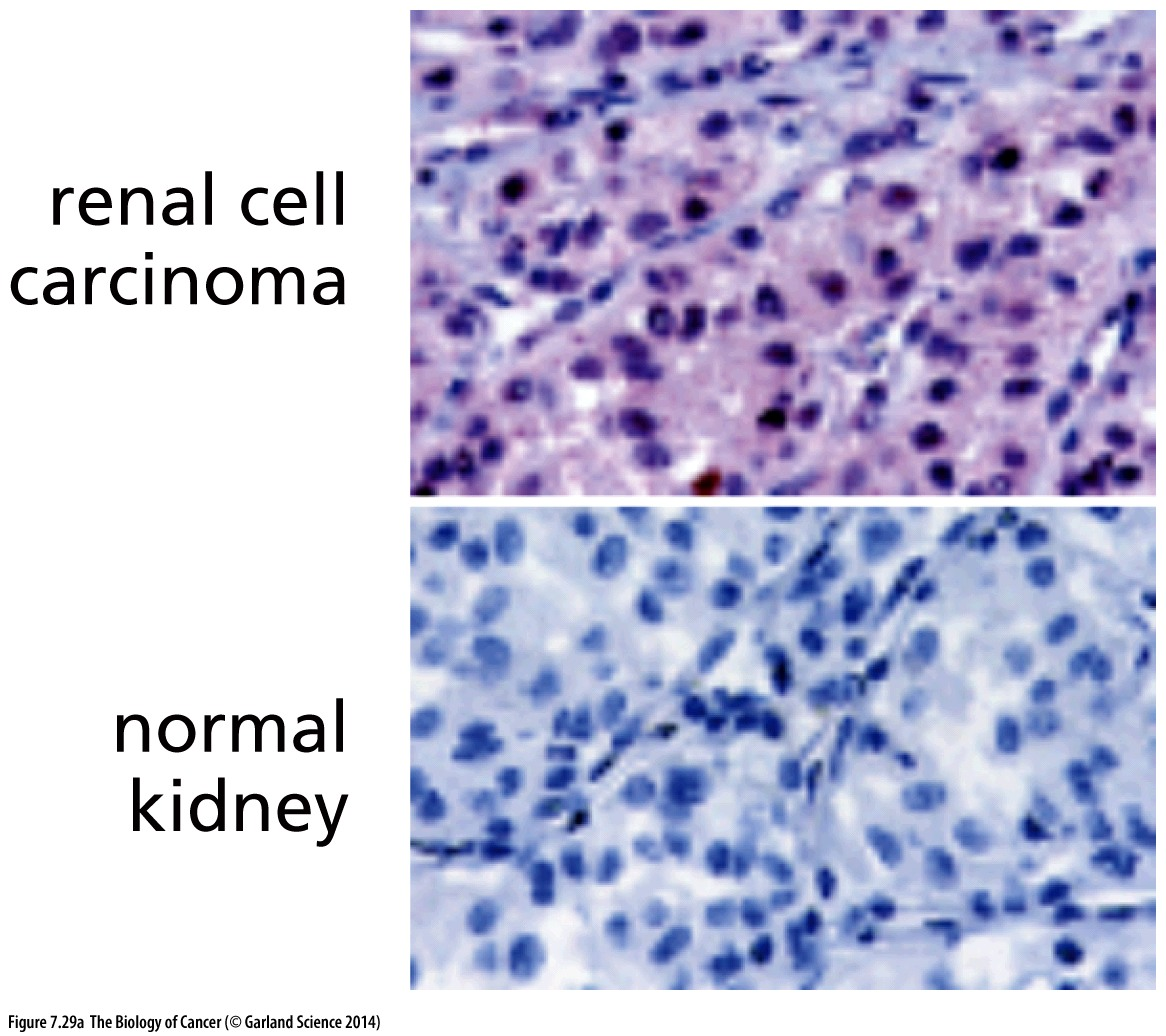 renal cell
carcinoma
normal
kidney
Figure 7.29a The Biology of Cancer (© Garland Science 2014)